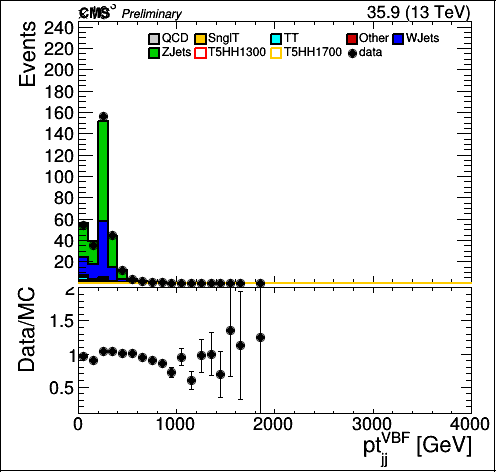 CMS Preliminary 35.9 (13 TeV)
QCD SnglT TT Other WJets
ZJets T5HH1300 T5HH1700 data
Events
240
220
200
180
160
140
120
100
80
60
40
20
Data/MC
2
1.5
1
0.5
0 1000 2000 3000 4000
pt_jj^VBF [GeV]